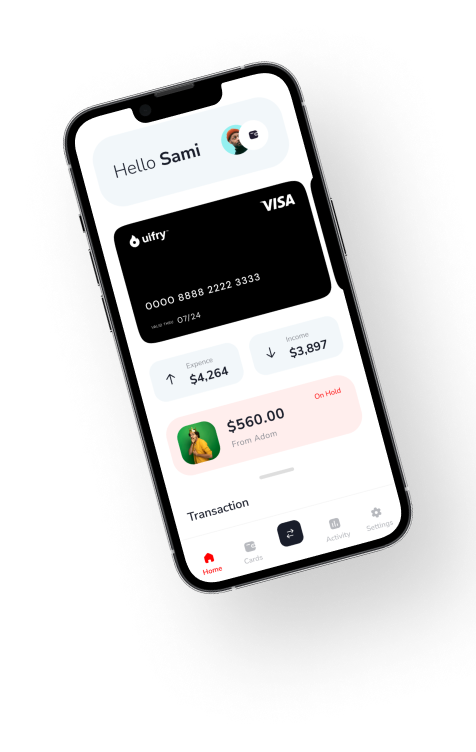 Hello Sami
uifry
VISA
0000 8888 2222 3333
VALID THRU 07/24
Expence
$4,264
Income
$3,897
On Hold
$560.00
From Adom
Transaction
Home
Cards
Activity
Settings